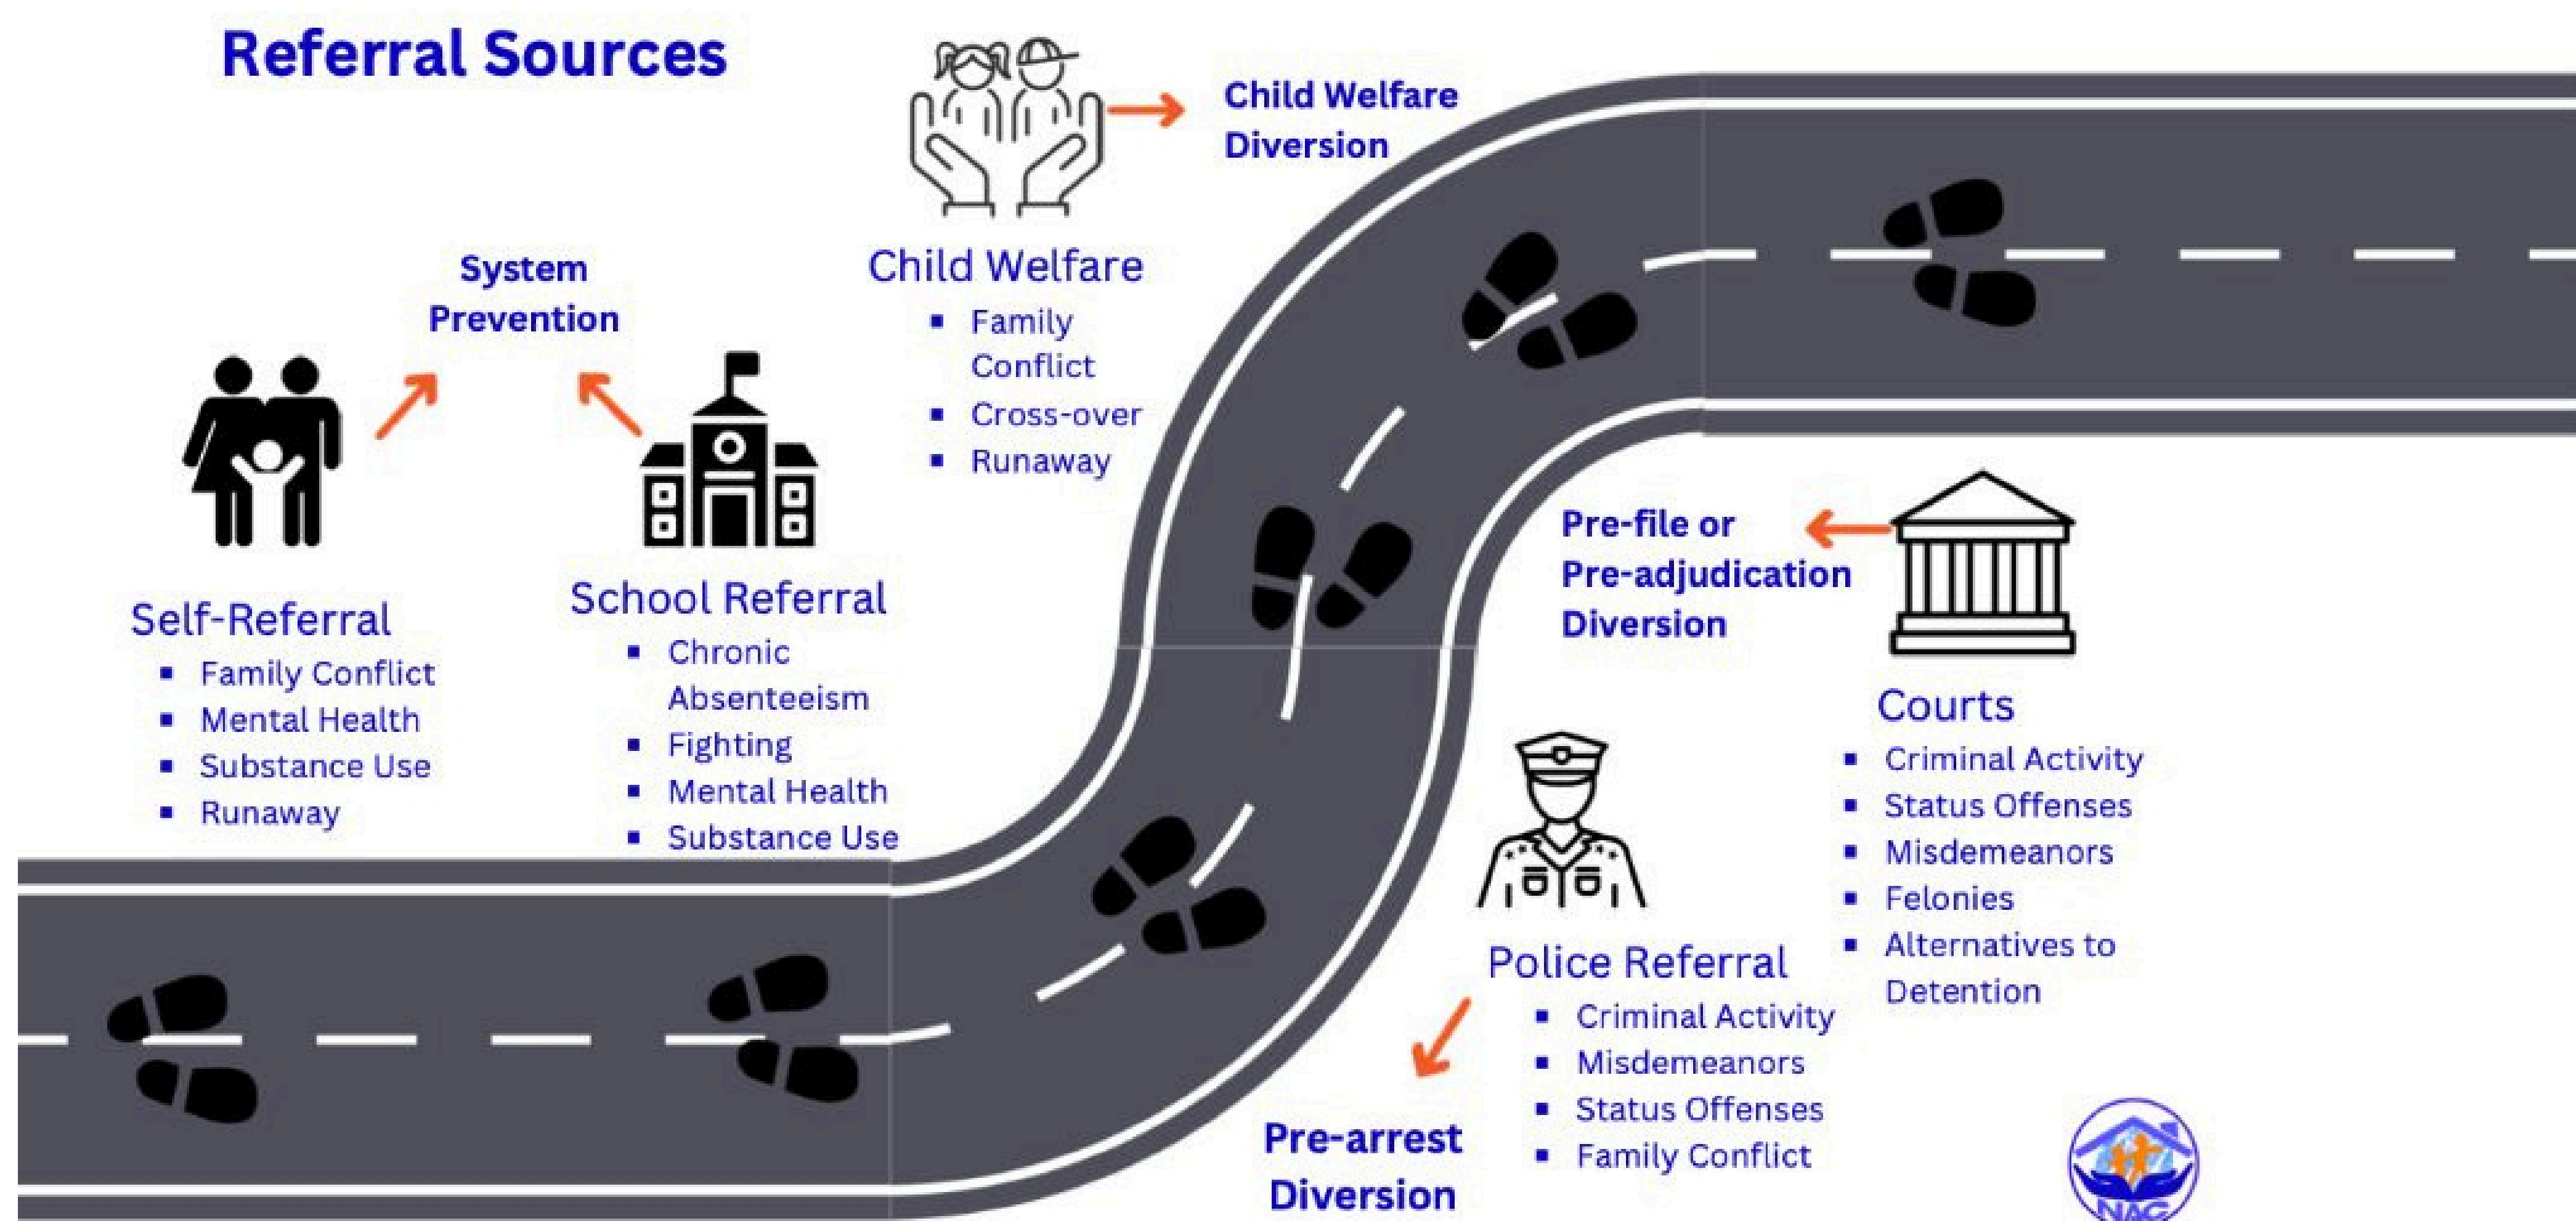 Referral Sources
System
Prevention
Self-Referral
▪ Family Conflict
▪ Mental Health
▪ Substance Use
▪ Runaway
School Referral
▪ Chronic
Absenteeism
▪ Fighting
▪ Mental Health
▪ Substance Use
Child Welfare
Diversion
Child Welfare
▪ Family
Conflict
▪ Cross-over
▪ Runaway
Pre-file or
Pre-adjudication
Diversion
Courts
▪ Criminal Activity
▪ Status Offenses
▪ Misdemeanors
▪ Felonies
▪ Alternatives to
Detention
Police Referral
▪ Criminal Activity
▪ Misdemeanors
▪ Status Offenses
▪ Family Conflict
Pre-arrest
Diversion
NAC